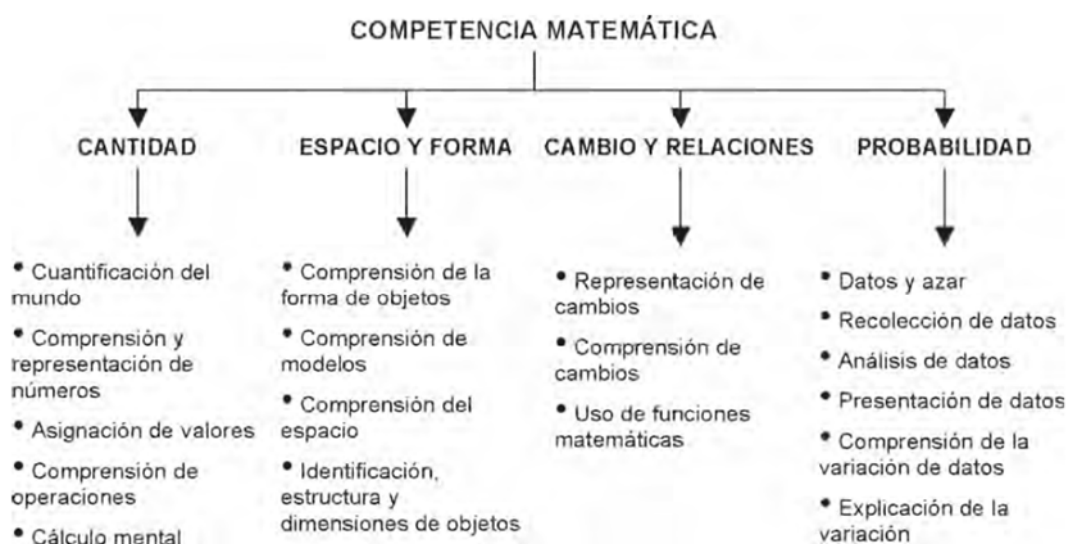 COMPETENCIA MATEMÁTICA
CANTIDAD
ESPACIO Y FORMA
CAMBIO Y RELACIONES
PROBABILIDAD
• Cuantificación del
mundo
• Comprensión y
representación de
números
• Asignación de valores
• Comprensión de
operaciones
• Cálculo mental
• Comprensión de la
forma de objetos
• Comprensión de
modelos
• Comprensión del
espacio
• Identificación,
estructura y
dimensiones de objetos
• Representación de
cambios
• Comprensión de
cambios
• Uso de funciones
matemáticas
• Datos y azar
• Recolección de datos
• Análisis de datos
• Presentación de datos
• Comprensión de la
variación de datos
• Explicación de la
variación